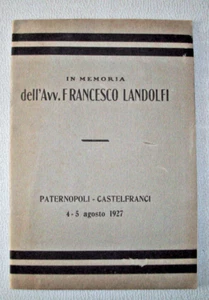 IN MEMORIA
dell'Avv. FRANCESCO LANDOLFI
PATERNOPOLI - CASTELFRANCI
4 - 5 agosto 1927